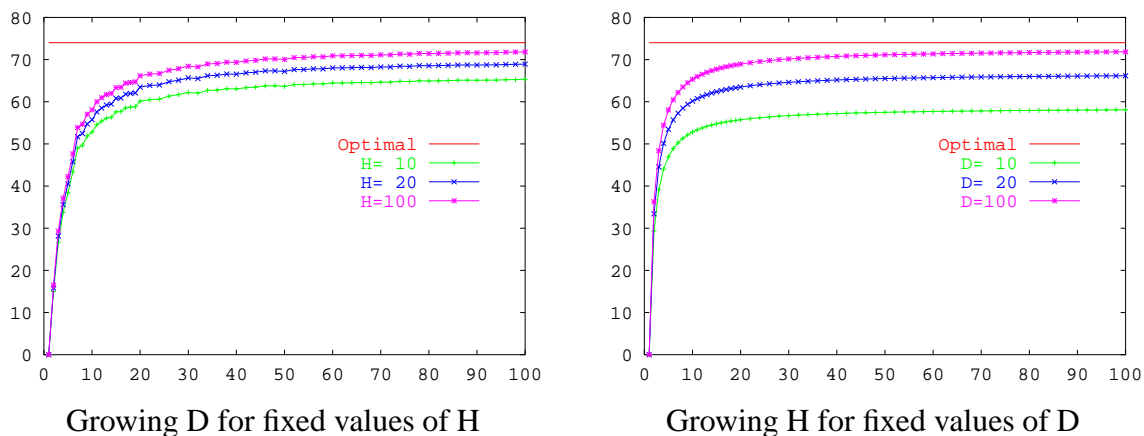 80
70
60
50
40
30
20
10
0
0 10 20 30 40 50 60 70 80 90 100
Optimal
H= 10
H= 20
H=100
Growing D for fixed values of H
80
70
60
50
40
30
20
10
0
0 10 20 30 40 50 60 70 80 90 100
Optimal
D= 10
D= 20
D=100
Growing H for fixed values of D